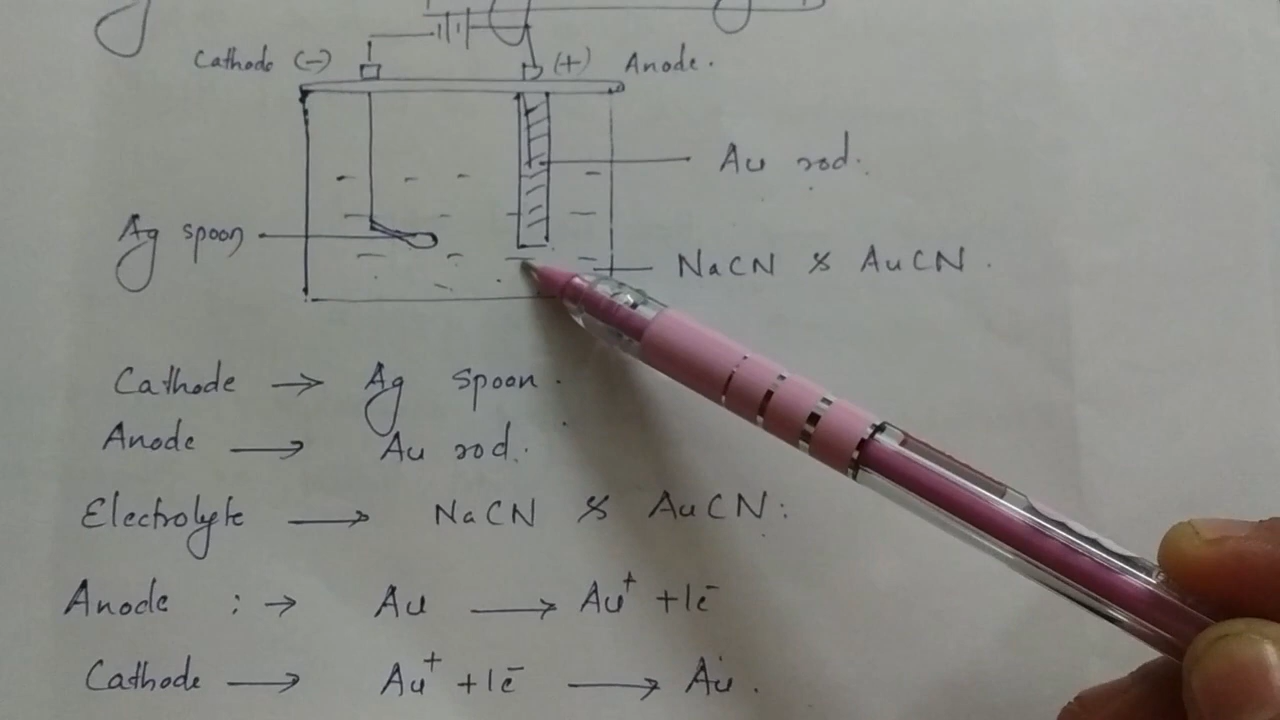 Cathode (-)
(+) Anode.
Au rod.
Ag spoon
NaCN & AuCN.
Cathode → Ag spoon.
Anode → Au rod.
Electrolyte → NaCN & AuCN.
Anode : → Au → Au⁺ + 1e⁻
Cathode → Au⁺ + 1e⁻ → Au.